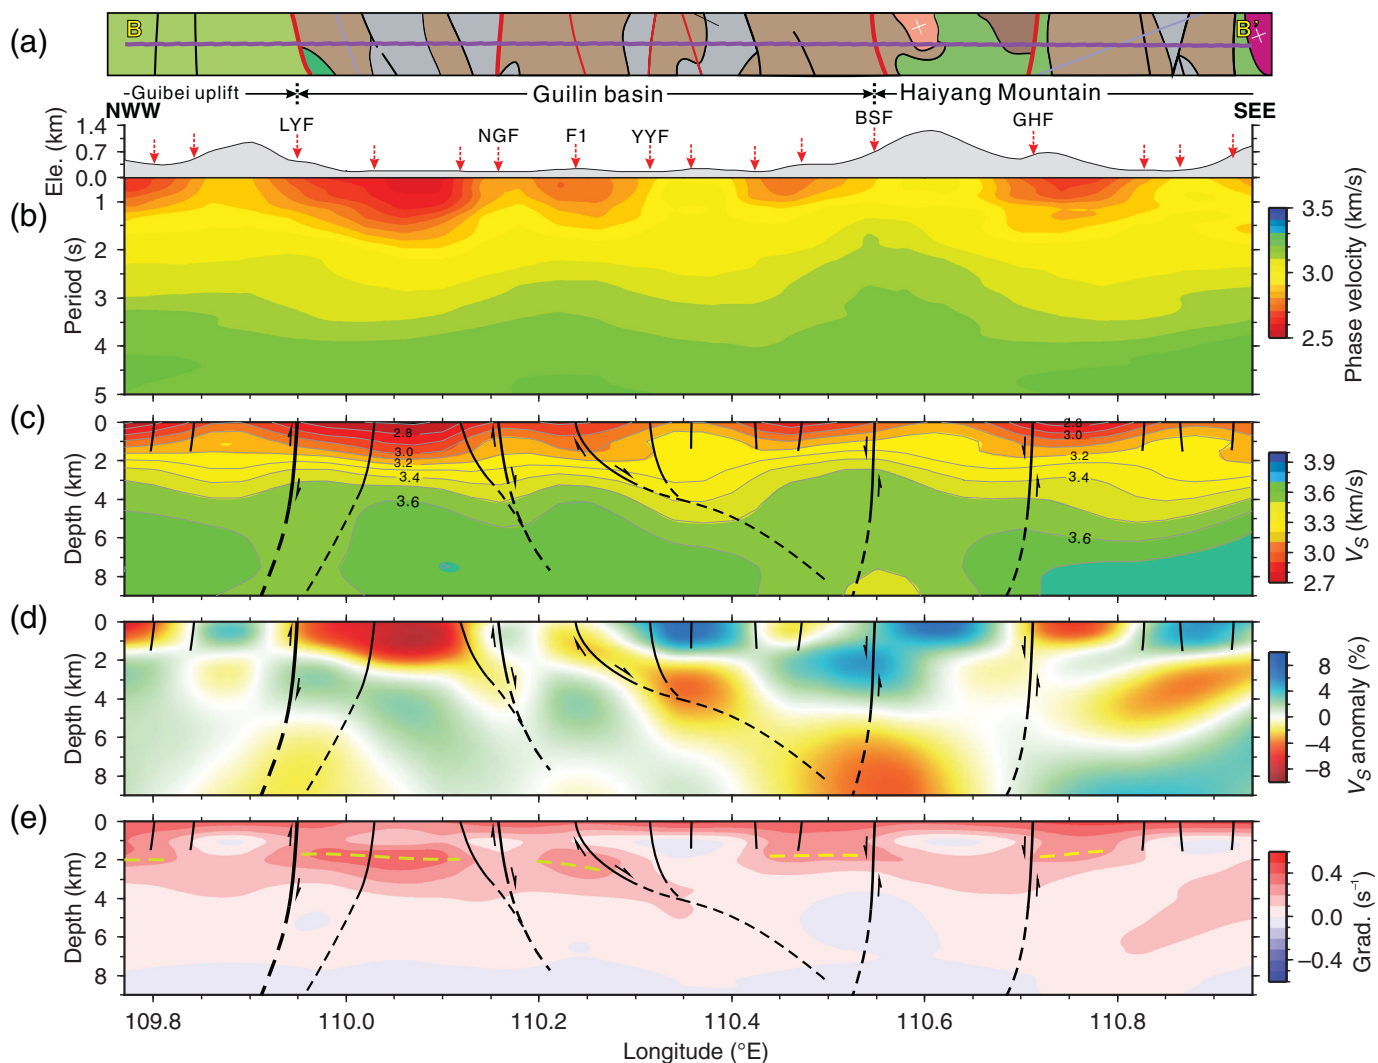 (a)
B
B'
Guibei uplift
Guilin basin
Haiyang Mountain
NWW
SEE
LYF
NGF
F1
YYF
BSF
GHF
Ele. (km)
1.4
0.7
0.0
(b)
Period (s)
1
2
3
4
5
Phase velocity (km/s)
3.5
3.0
2.5
(c)
Depth (km)
0
2
4
6
8
2.8
3.0
3.2
3.4
3.6
2.8
3.0
3.2
3.4
3.6
VS (km/s)
3.9
3.6
3.3
3.0
2.7
(d)
Depth (km)
0
2
4
6
8
VS anomaly (%)
8
4
0
−4
−8
(e)
Depth (km)
0
2
4
6
8
Grad. (s⁻¹)
0.4
0.0
−0.4
109.8
110.0
110.2
110.4
110.6
110.8
Longitude (°E)